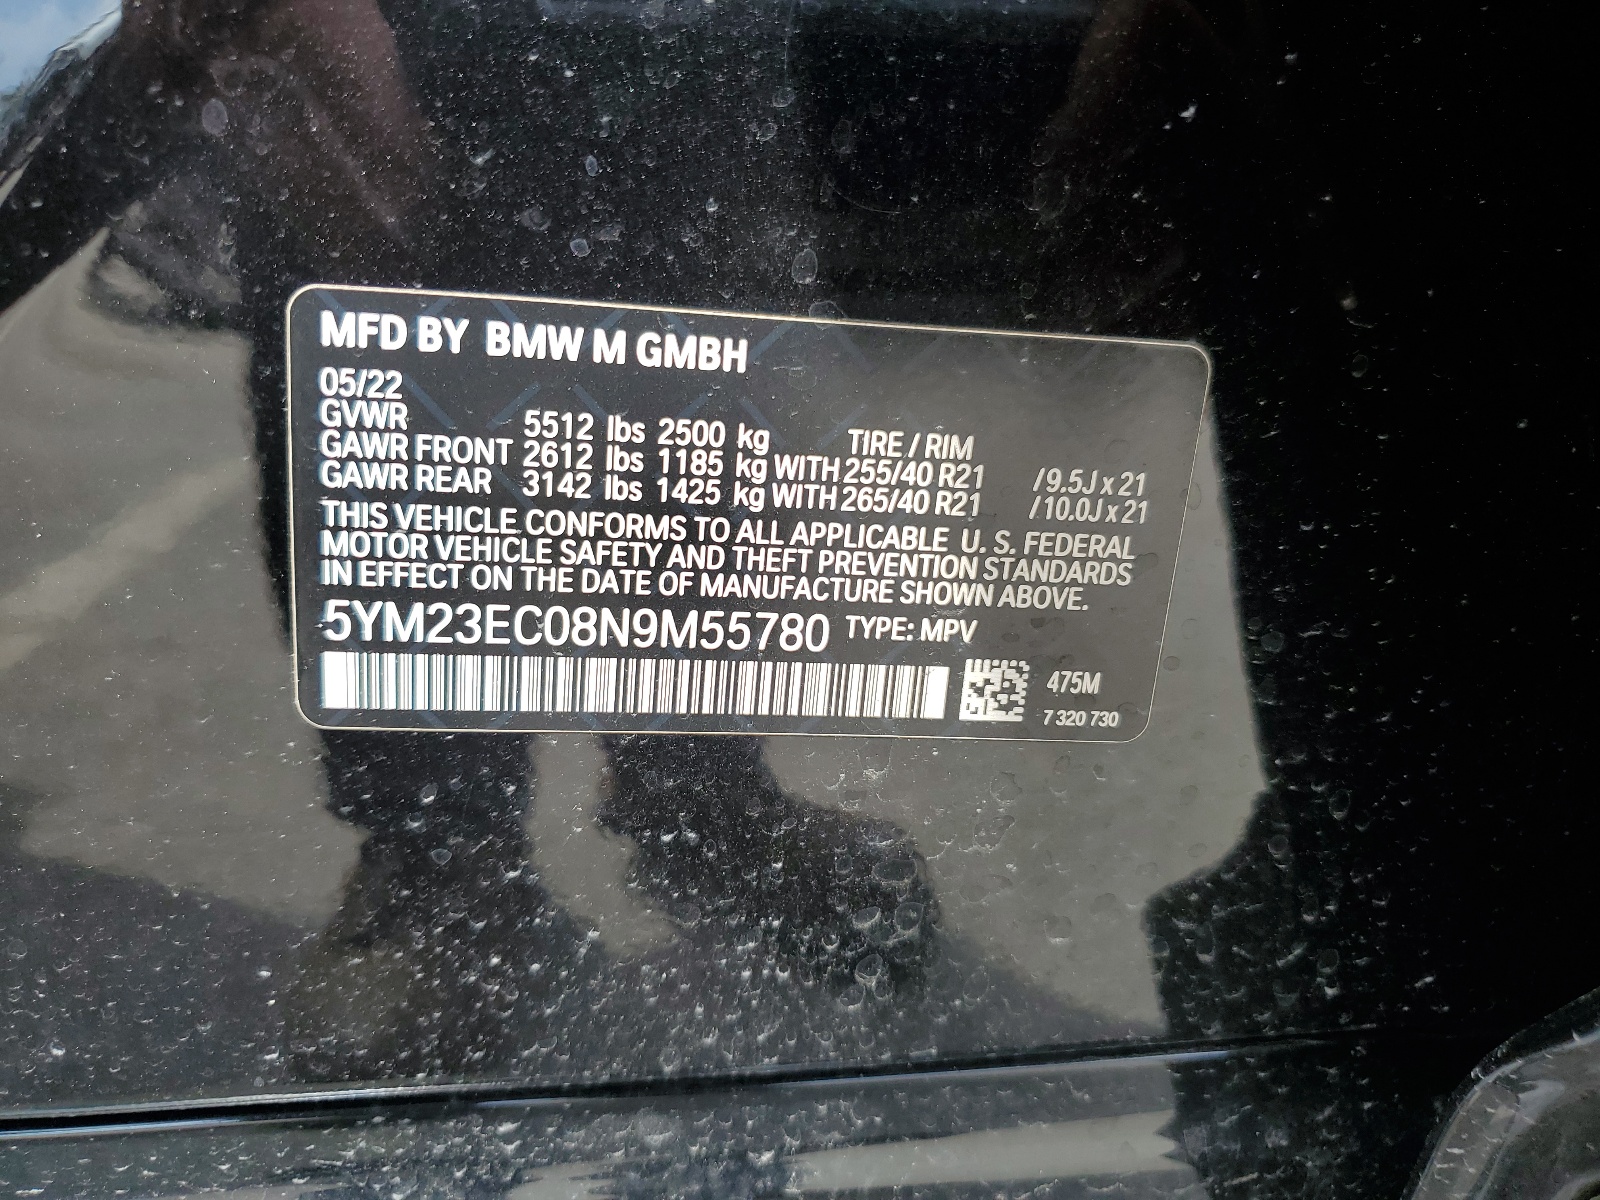 MFD BY BMW M GMBH
05/22
GVWR 5512 lbs 2500 kg TIRE / RIM
GAWR FRONT 2612 lbs 1185 kg WITH 255/40 R21 /9.5J x 21
GAWR REAR 3142 lbs 1425 kg WITH 265/40 R21 /10.0J x 21
THIS VEHICLE CONFORMS TO ALL APPLICABLE U. S. FEDERAL
MOTOR VEHICLE SAFETY AND THEFT PREVENTION STANDARDS
IN EFFECT ON THE DATE OF MANUFACTURE SHOWN ABOVE.
5YM23EC08N9M55780 TYPE: MPV
475M
7 320 730